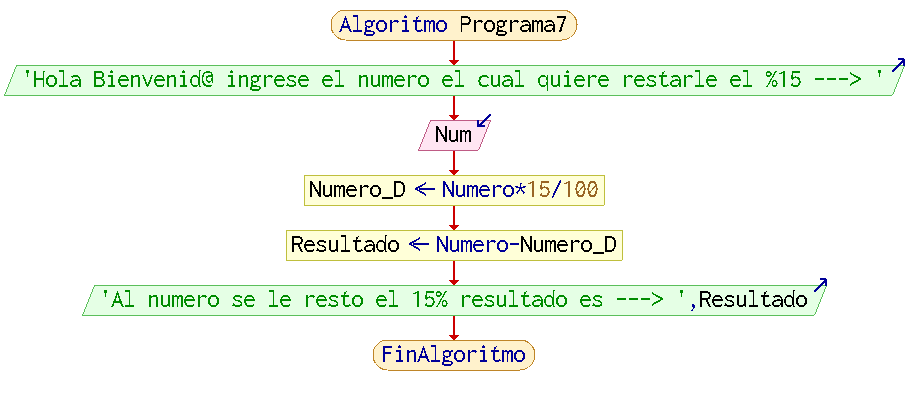 Algoritmo Programa7
'Hola Bienvenid@ ingrese el numero el cual quiere restarle el %15 ---> '
Num
Numero_D ← Numero*15/100
Resultado ← Numero-Numero_D
'Al numero se le resto el 15% resultado es ---> ',Resultado
FinAlgoritmo